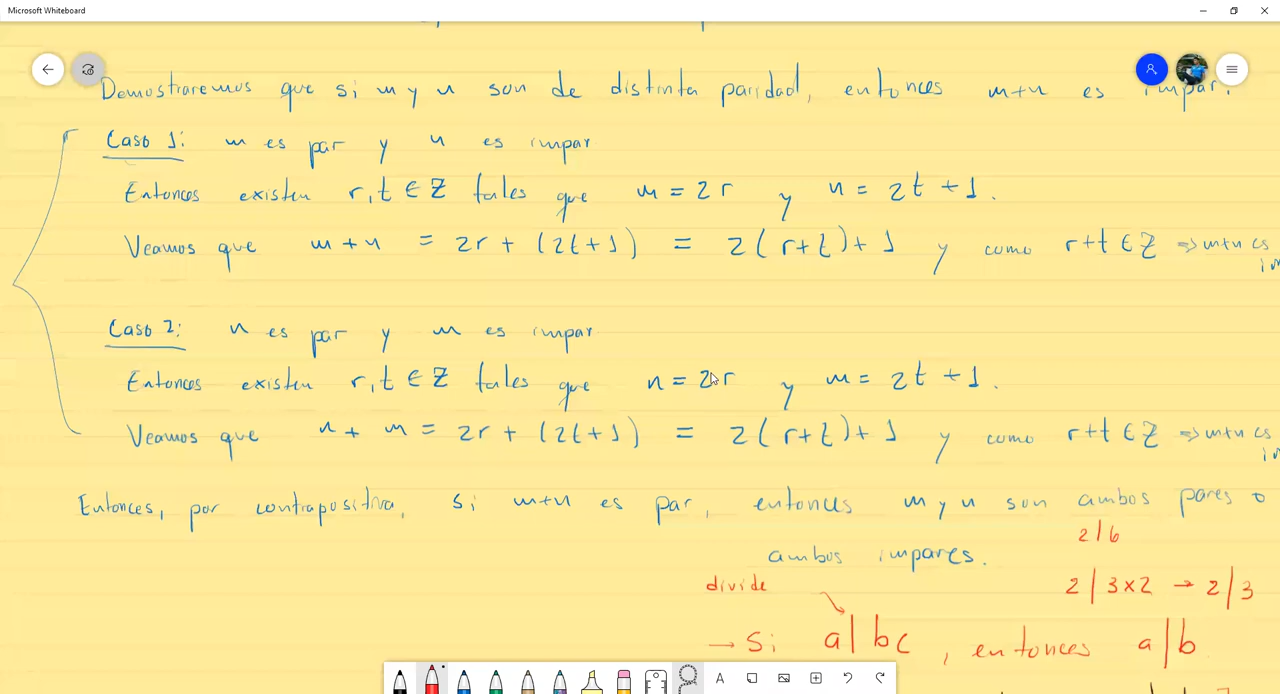 Microsoft Whiteboard
Demostraremos que si m y n son de distinta paridad, entonces m+n es impar.
Caso 1: m es par y n es impar
Entonces existen r,t ∈ Z tales que m = 2r y n = 2t + 1.
Veamos que m+n = 2r + (2t+1) = 2(r+t)+1 y como r+t ∈ Z ⇒ m+n es
Caso 2: n es par y m es impar
Entonces existen r,t ∈ Z tales que n = 2r y m = 2t + 1.
Veamos que n + m = 2r + (2t+1) = 2(r+t)+1 y como r+t ∈ Z ⇒ m+n es
Entonces, por contrapositiva, si m+n es par, entonces m y n son ambos pares o
ambos impares.
2|6
divide
2 | 3×2 → 2|3
→ Si a|bc, entonces a|b